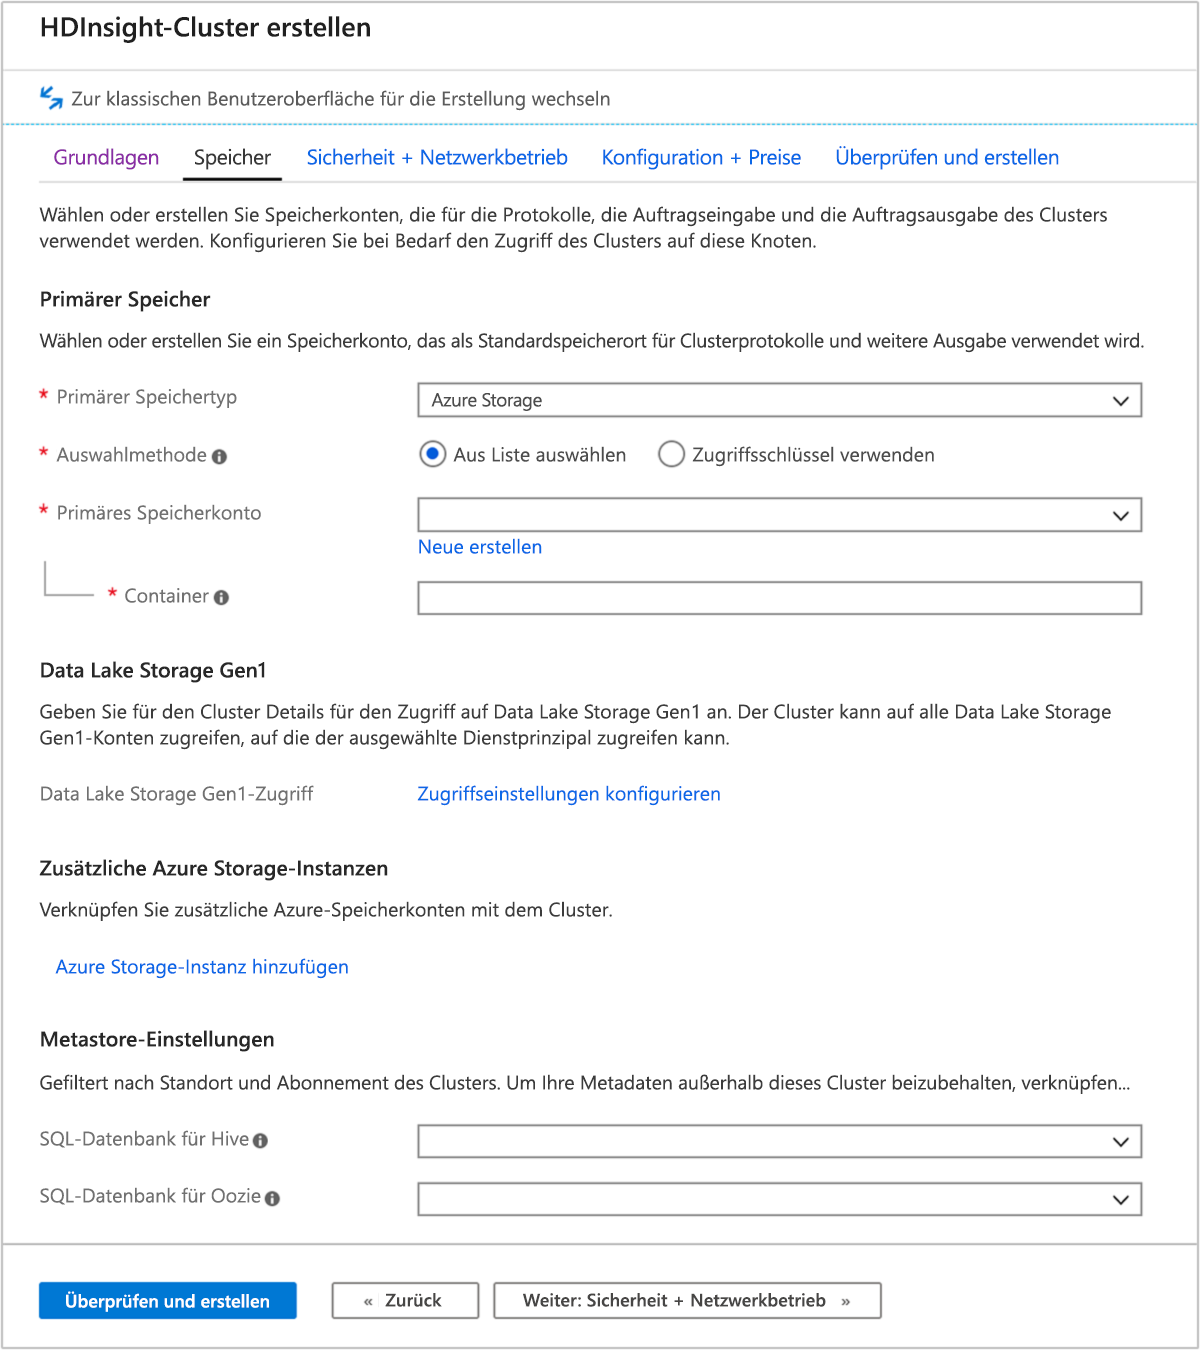 HDInsight-Cluster erstellen
Zur klassischen Benutzeroberfläche für die Erstellung wechseln
Grundlagen Speicher Sicherheit + Netzwerkbetrieb Konfiguration + Preise Überprüfen und erstellen
Wählen oder erstellen Sie Speicherkonten, die für die Protokolle, die Auftragseingabe und die Auftragsausgabe des Clusters
verwendet werden. Konfigurieren Sie bei Bedarf den Zugriff des Clusters auf diese Knoten.
Primärer Speicher
Wählen oder erstellen Sie ein Speicherkonto, das als Standardspeicherort für Clusterprotokolle und weitere Ausgabe verwendet wird.
* Primärer Speichertyp Azure Storage
* Auswahlmethode Aus Liste auswählen Zugriffsschlüssel verwenden
* Primäres Speicherkonto
Neue erstellen
* Container
Data Lake Storage Gen1
Geben Sie für den Cluster Details für den Zugriff auf Data Lake Storage Gen1 an. Der Cluster kann auf alle Data Lake Storage
Gen1-Konten zugreifen, auf die der ausgewählte Dienstprinzipal zugreifen kann.
Data Lake Storage Gen1-Zugriff Zugriffseinstellungen konfigurieren
Zusätzliche Azure Storage-Instanzen
Verknüpfen Sie zusätzliche Azure-Speicherkonten mit dem Cluster.
Azure Storage-Instanz hinzufügen
Metastore-Einstellungen
Gefiltert nach Standort und Abonnement des Clusters. Um Ihre Metadaten außerhalb dieses Cluster beizubehalten, verknüpfen...
SQL-Datenbank für Hive
SQL-Datenbank für Oozie
Überprüfen und erstellen « Zurück Weiter: Sicherheit + Netzwerkbetrieb »